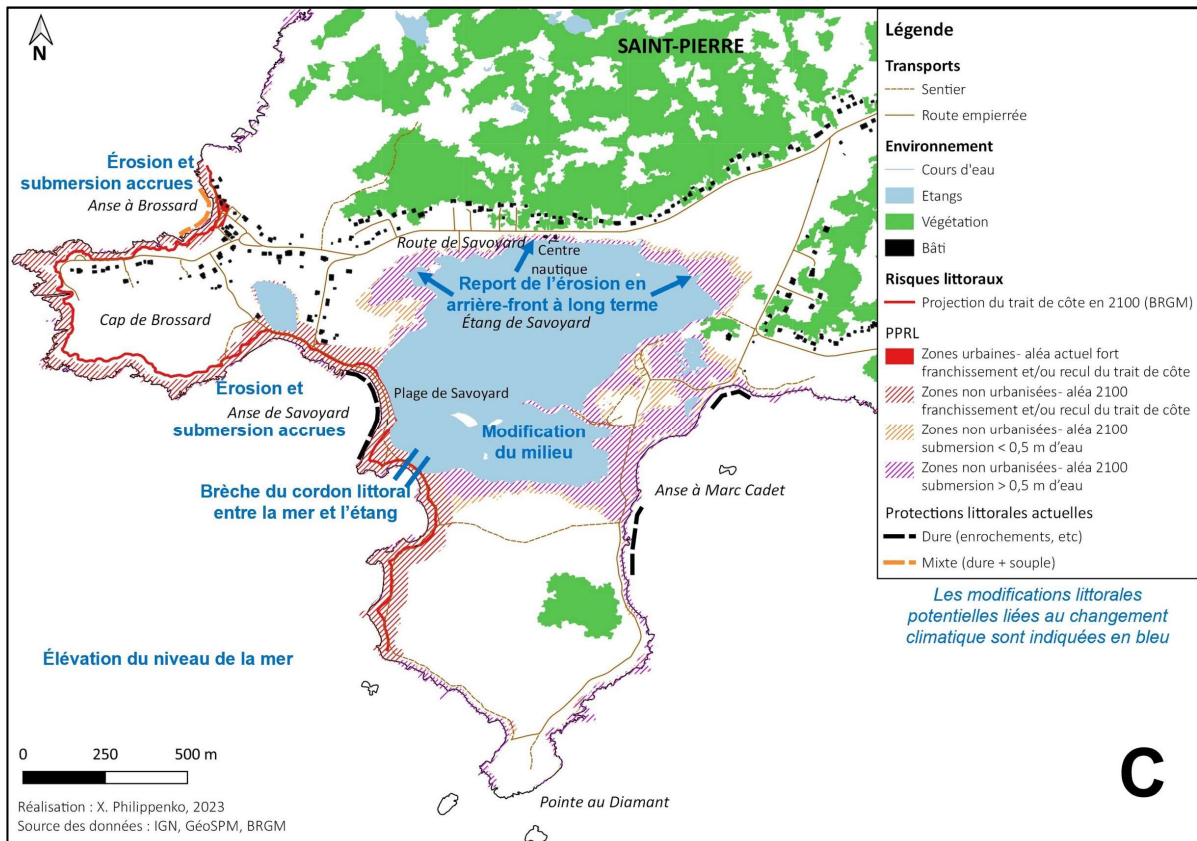 N
SAINT-PIERRE
Érosion et
submersion accrues
Anse à Brossard
Route de Savoyard
Centre
nautique
Report de l'érosion en
arrière-front à long terme
Étang de Savoyard
Cap de Brossard
Érosion et
Anse de Savoyard
submersion accrues
Plage de Savoyard
Modification
du milieu
Brèche du cordon littoral
entre la mer et l'étang
Anse à Marc Cadet
Élévation du niveau de la mer
0 250 500 m
Réalisation : X. Philippenko, 2023
Source des données : IGN, GéoSPM, BRGM
Pointe au Diamant
Légende
Transports
Sentier
Route empierrée
Environnement
Cours d'eau
Etangs
Végétation
Bâti
Risques littoraux
Projection du trait de côte en 2100 (BRGM)
PPRL
Zones urbaines- aléa actuel fort
franchissement et/ou recul du trait de côte
Zones non urbanisées- aléa 2100
franchissement et/ou recul du trait de côte
Zones non urbanisées- aléa 2100
submersion < 0,5 m d'eau
Zones non urbanisées- aléa 2100
submersion > 0,5 m d'eau
Protections littorales actuelles
Dure (enrochements, etc)
Mixte (dure + souple)
Les modifications littorales
potentielles liées au changement
climatique sont indiquées en bleu
C